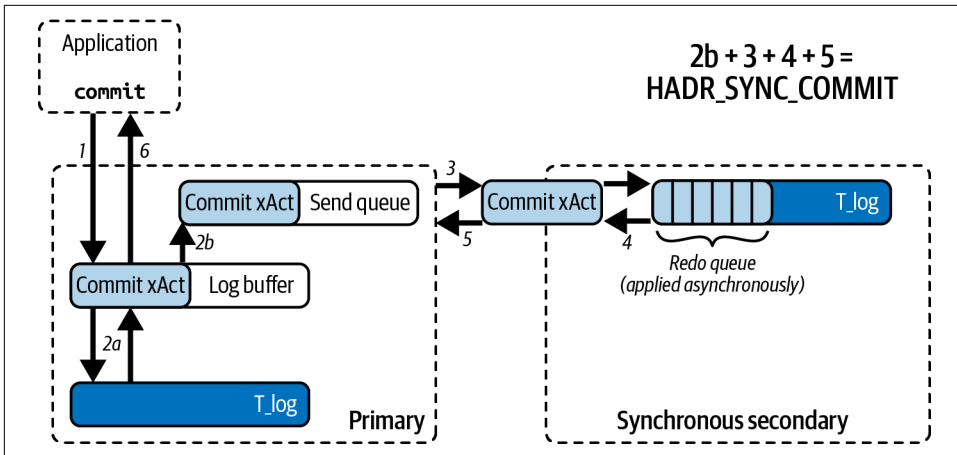 Application
commit
2b + 3 + 4 + 5 =
HADR_SYNC_COMMIT
1
6
3
Commit xAct
Send queue
Commit xAct
T_log
5
4
2b
Redo queue
(applied asynchronously)
Commit xAct
Log buffer
2a
T_log
Primary
Synchronous secondary